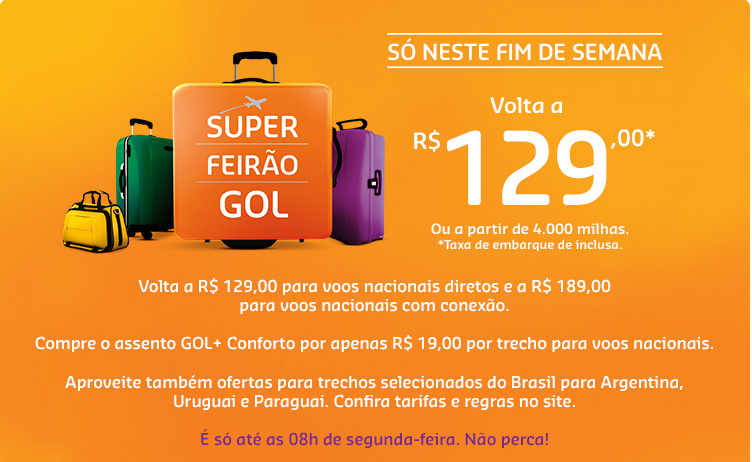 SÓ NESTE FIM DE SEMANA
SUPER
FEIRÃO
GOL
Volta a
R$ 129,00*
Ou a partir de 4.000 milhas.
*Taxa de embarque de inclusa.
Volta a R$ 129,00 para voos nacionais diretos e a R$ 189,00
para voos nacionais com conexão.
Compre o assento GOL+ Conforto por apenas R$ 19,00 por trecho para voos nacionais.
Aproveite também ofertas para trechos selecionados do Brasil para Argentina,
Uruguai e Paraguai. Confira tarifas e regras no site.
É só até as 08h de segunda-feira. Não perca!